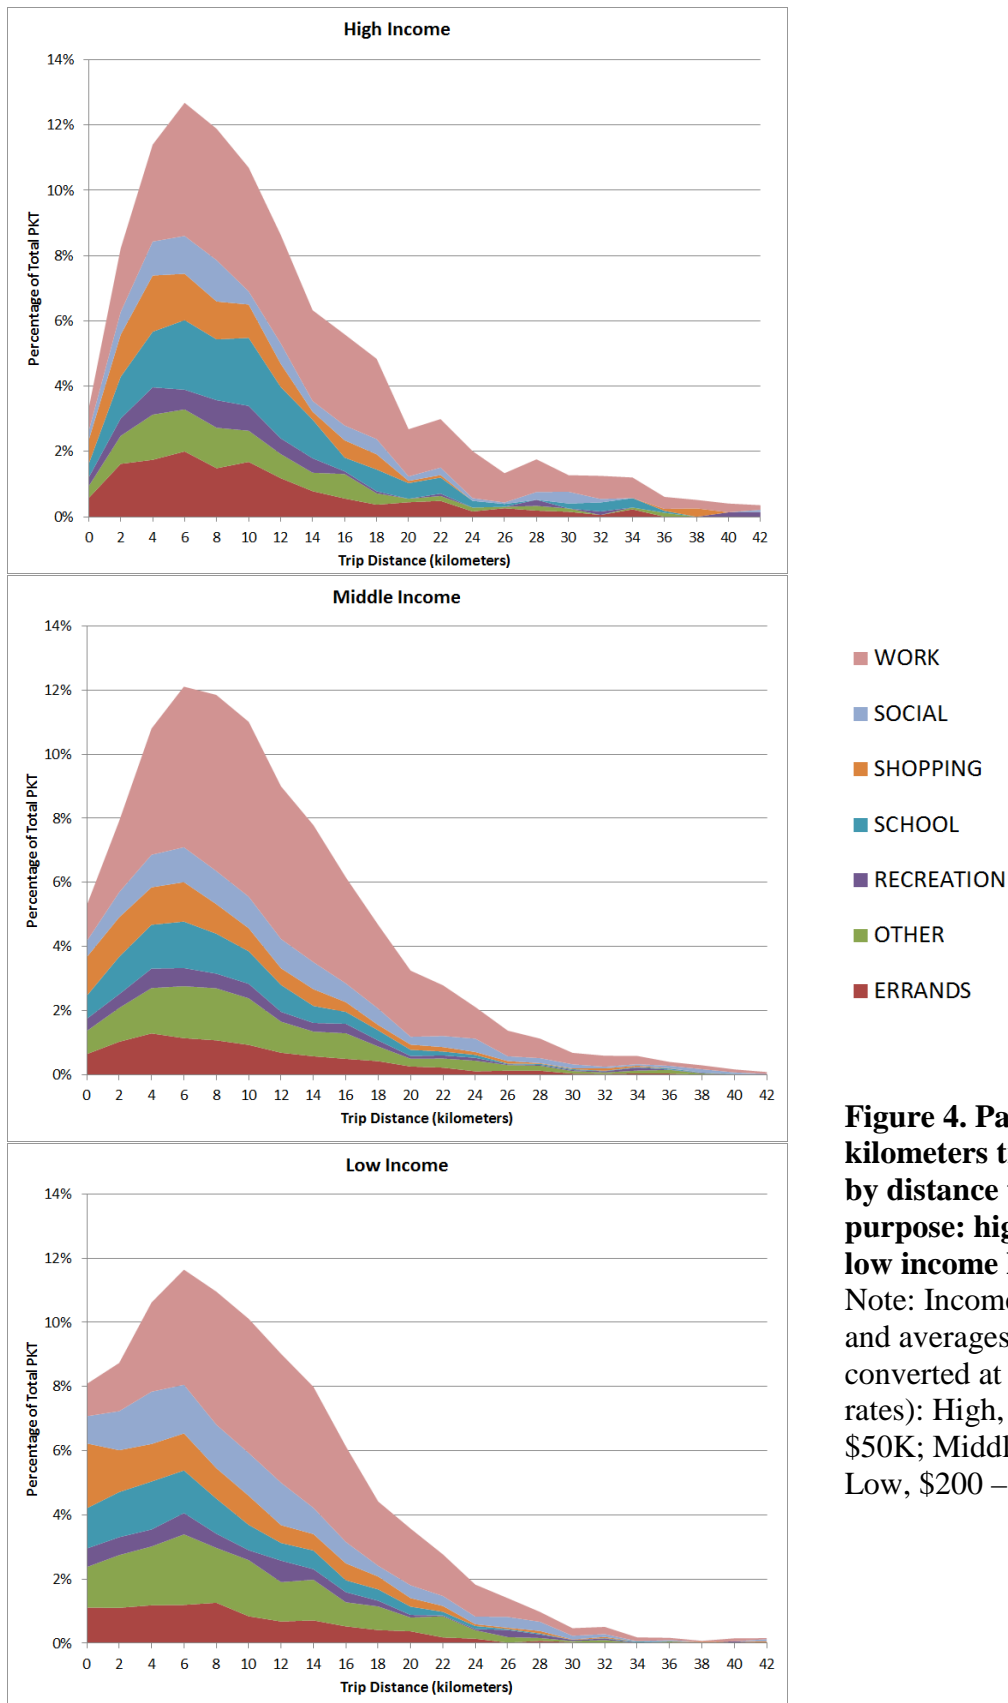 High Income
14%
12%
10%
8%
6%
4%
2%
0%
Percentage of Total PKT
0 2 4 6 8 10 12 14 16 18 20 22 24 26 28 30 32 34 36 38 40 42
Trip Distance (kilometers)
Middle Income
14%
12%
10%
8%
6%
4%
2%
0%
Percentage of Total PKT
0 2 4 6 8 10 12 14 16 18 20 22 24 26 28 30 32 34 36 38 40 42
Trip Distance (kilometers)
Low Income
14%
12%
10%
8%
6%
4%
2%
0%
Percentage of Total PKT
0 2 4 6 8 10 12 14 16 18 20 22 24 26 28 30 32 34 36 38 40 42
Trip Distance (kilometers)
WORK
SOCIAL
SHOPPING
SCHOOL
RECREATION
OTHER
ERRANDS
Figure 4. Pa
kilometers t
by distance
purpose: hig
low income
Note: Income
and averages
converted at
rates): High,
$50K; Middl
Low, $200 –